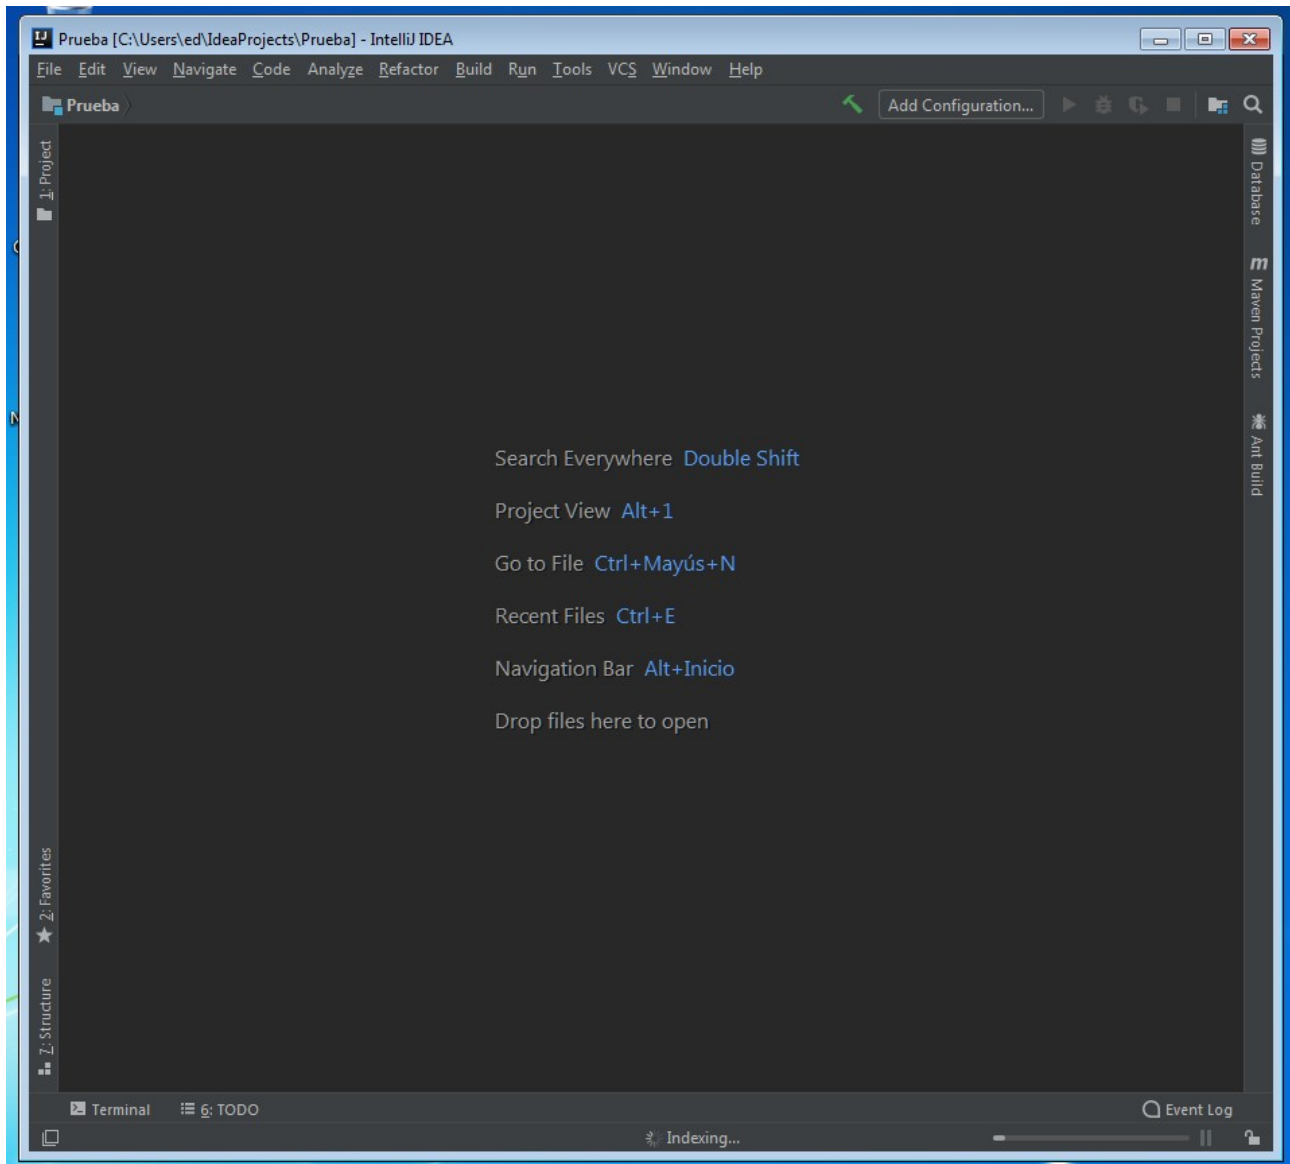 IJ Prueba [C:\Users\ed\IdeaProjects\Prueba] - IntelliJ IDEA
File Edit View Navigate Code Analyze Refactor Build Run Tools VCS Window Help
Prueba
Add Configuration...
1: Project
Database
m Maven Projects
Ant Build
Search Everywhere Double Shift
Project View Alt+1
Go to File Ctrl+Mayús+N
Recent Files Ctrl+E
Navigation Bar Alt+Inicio
Drop files here to open
2: Favorites
7: Structure
Terminal 6: TODO Event Log
Indexing...